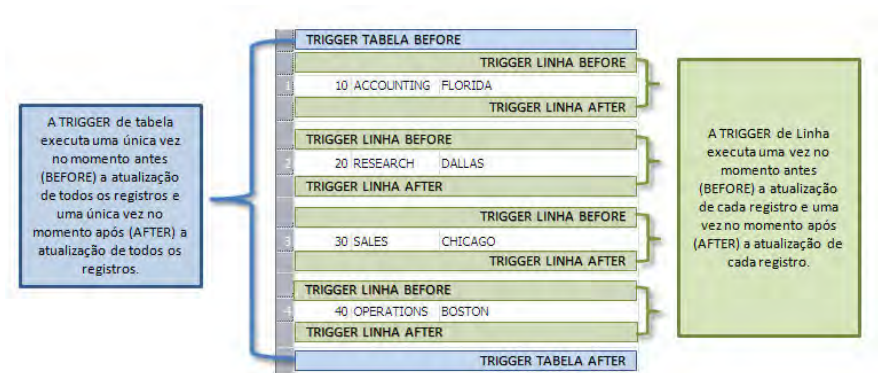 TRIGGER TABELA BEFORE
TRIGGER LINHA BEFORE
1 10 ACCOUNTING FLORIDA
TRIGGER LINHA AFTER
TRIGGER LINHA BEFORE
2 20 RESEARCH DALLAS
TRIGGER LINHA AFTER
TRIGGER LINHA BEFORE
3 30 SALES CHICAGO
TRIGGER LINHA AFTER
TRIGGER LINHA BEFORE
4 40 OPERATIONS BOSTON
TRIGGER LINHA AFTER
TRIGGER TABELA AFTER
A TRIGGER de tabela
executa uma única vez
no momento antes
(BEFORE) a atualização
de todos os registros e
uma única vez no
momento após (AFTER) a
atualização de todos os
registros.
A TRIGGER de Linha
executa uma vez no
momento antes
(BEFORE) a atualização
de cada registro e uma
vez no momento após
(AFTER) a atualização de
cada registro.